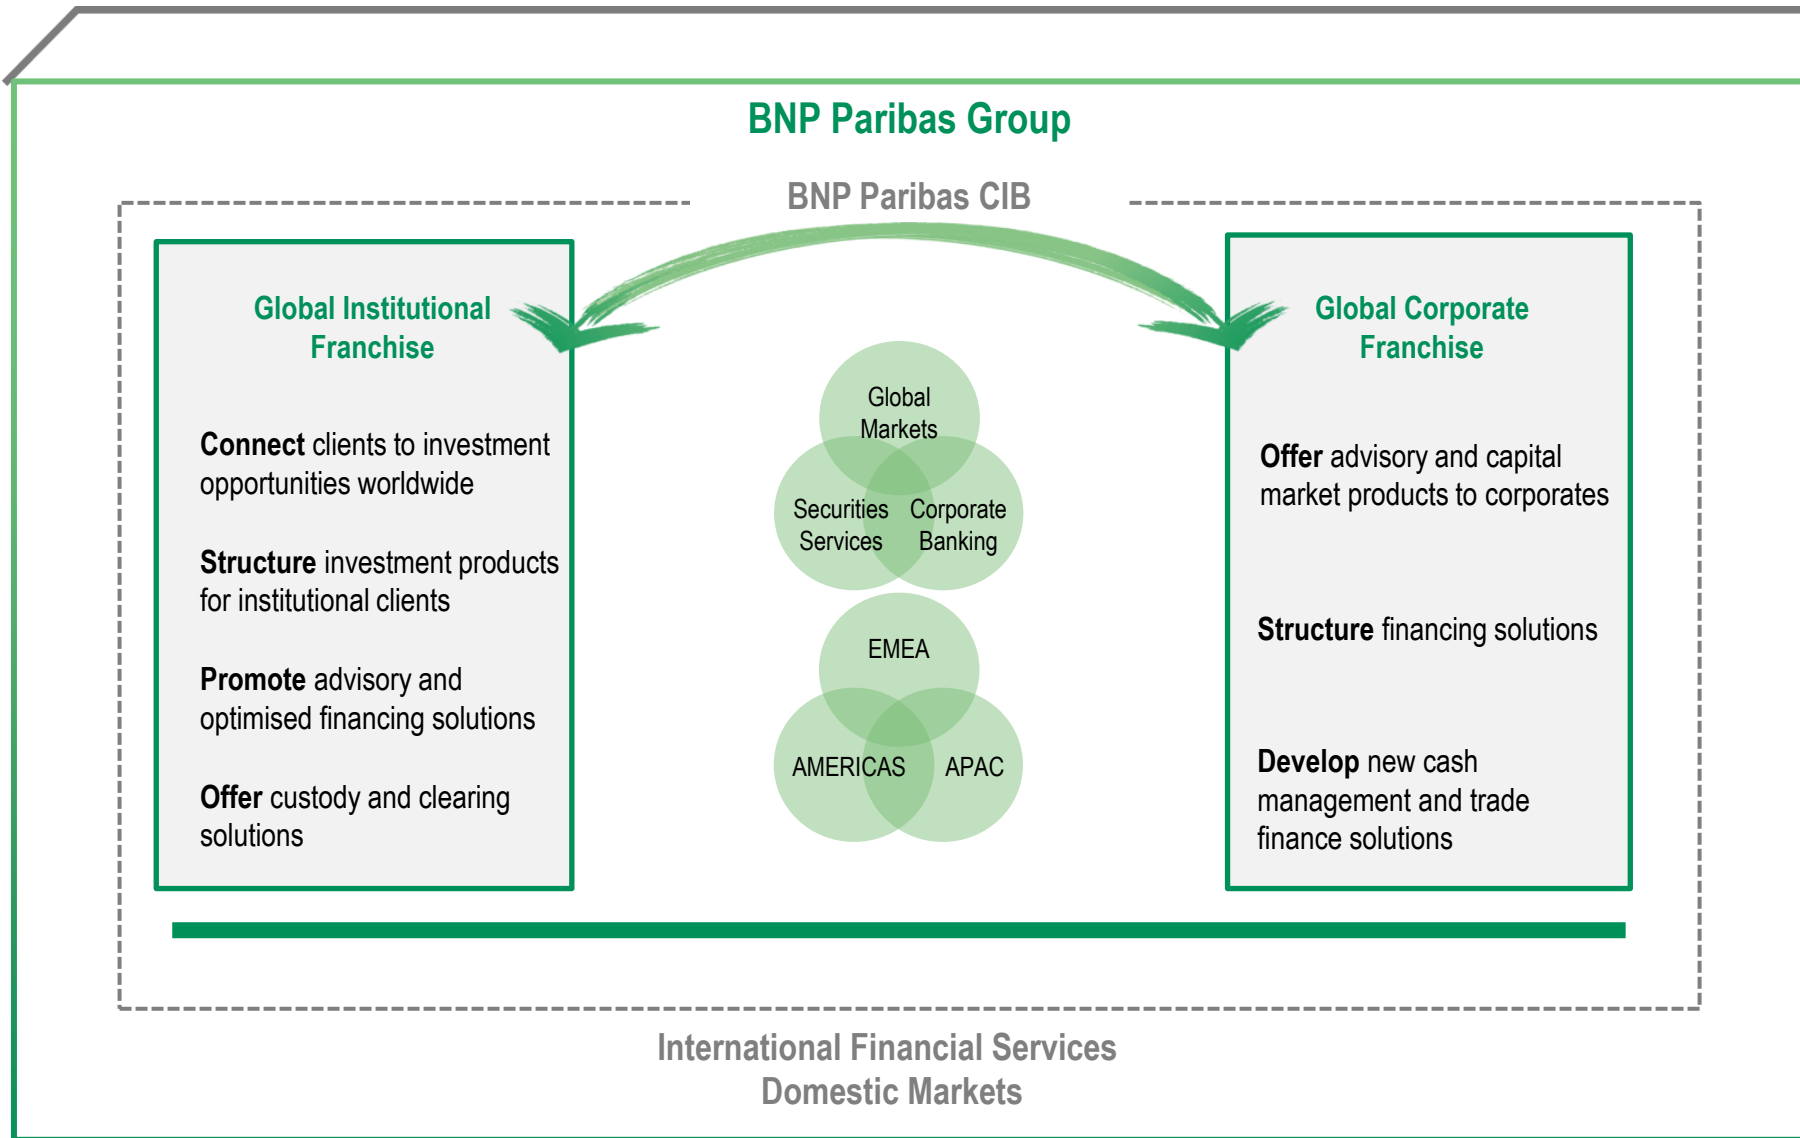 BNP Paribas Group
BNP Paribas CIB
Global Institutional
Franchise
Connect clients to investment
opportunities worldwide
Structure investment products
for institutional clients
Promote advisory and
optimised financing solutions
Offer custody and clearing
solutions
Global
Markets
Securities
Services
Corporate
Banking
EMEA
AMERICAS
APAC
Global Corporate
Franchise
Offer advisory and capital
market products to corporates
Structure financing solutions
Develop new cash
management and trade
finance solutions
International Financial Services
Domestic Markets